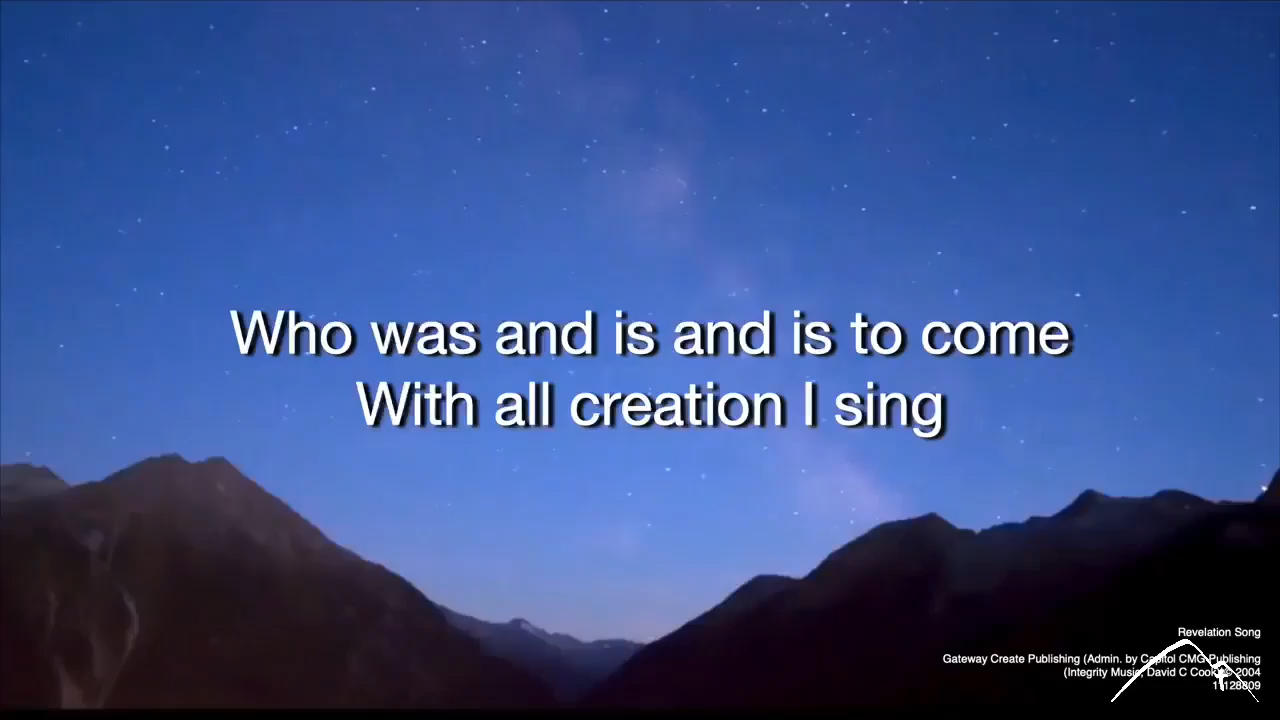 Who was and is and is to come
With all creation I sing
Revelation Song
Gateway Create Publishing (Admin. by Capitol CMG Publishing
(Integrity Music, David C Cook 2004